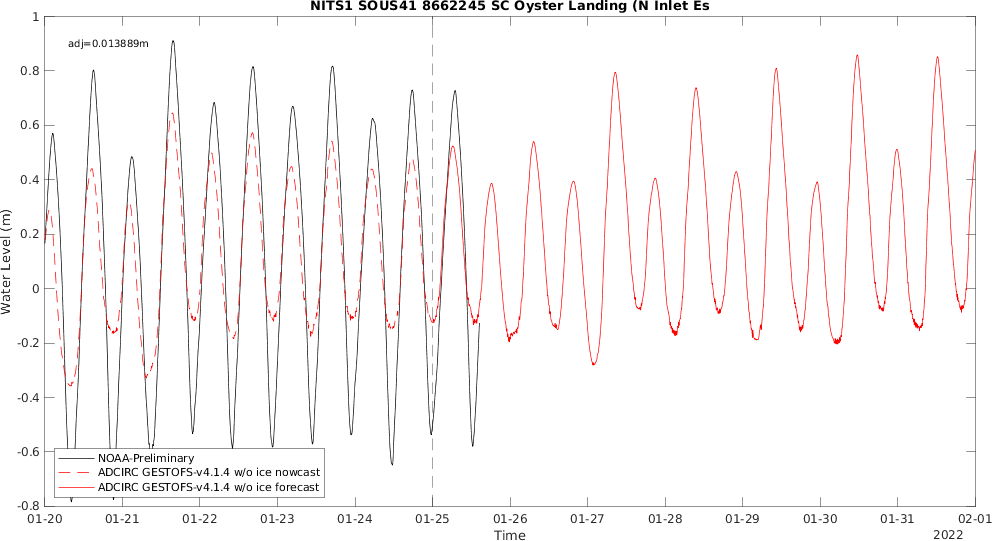 NITS1 SOUS41 8662245 SC Oyster Landing (N Inlet Es
adj=0.013889m
Water Level (m)
1
0.8
0.6
0.4
0.2
0
-0.2
-0.4
-0.6
-0.8
NOAA-Preliminary
ADCIRC GESTOFS-v4.1.4 w/o ice nowcast
ADCIRC GESTOFS-v4.1.4 w/o ice forecast
01-20 01-21 01-22 01-23 01-24 01-25 01-26 01-27 01-28 01-29 01-30 01-31 02-01
Time
2022